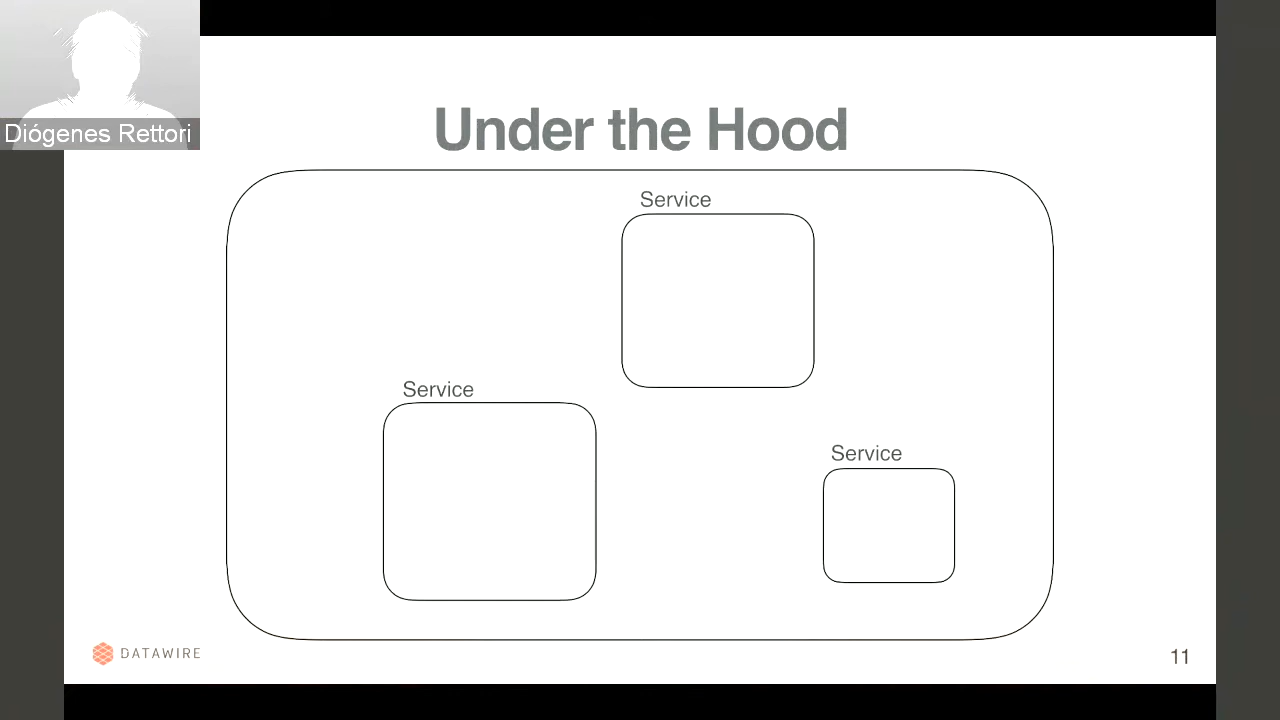 Diógenes Rettori
Under the Hood
Service
Service
Service
DATAWIRE
11